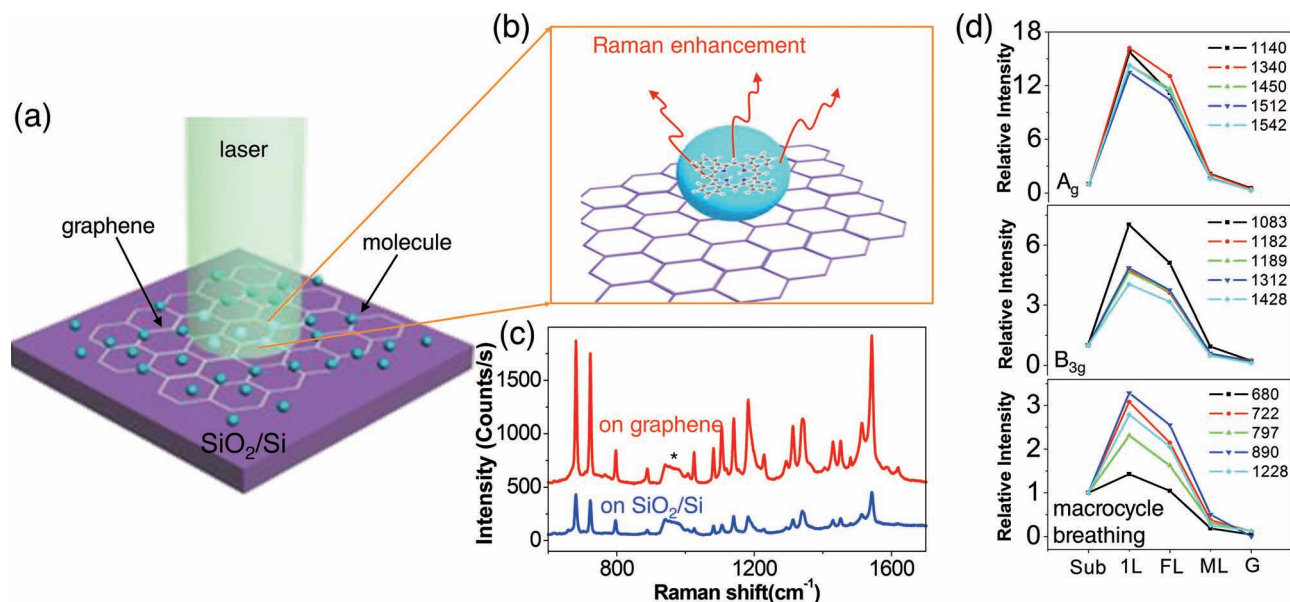 (a)
laser
graphene
molecule
SiO₂/Si
(b)
Raman enhancement
(c)
Intensity (Counts/s)
1500
1000
500
0
on graphene
*
on SiO₂/Si
800
1200
1600
Raman shift(cm⁻¹)
(d)
Relative Intensity
18
12
6
0
1140
1340
1450
1512
1542
A_g
Relative Intensity
6
3
0
1083
1182
1189
1312
1428
B_3g
Relative Intensity
3
2
1
0
680
722
797
890
1228
macrocycle
breathing
Sub 1L FL ML G